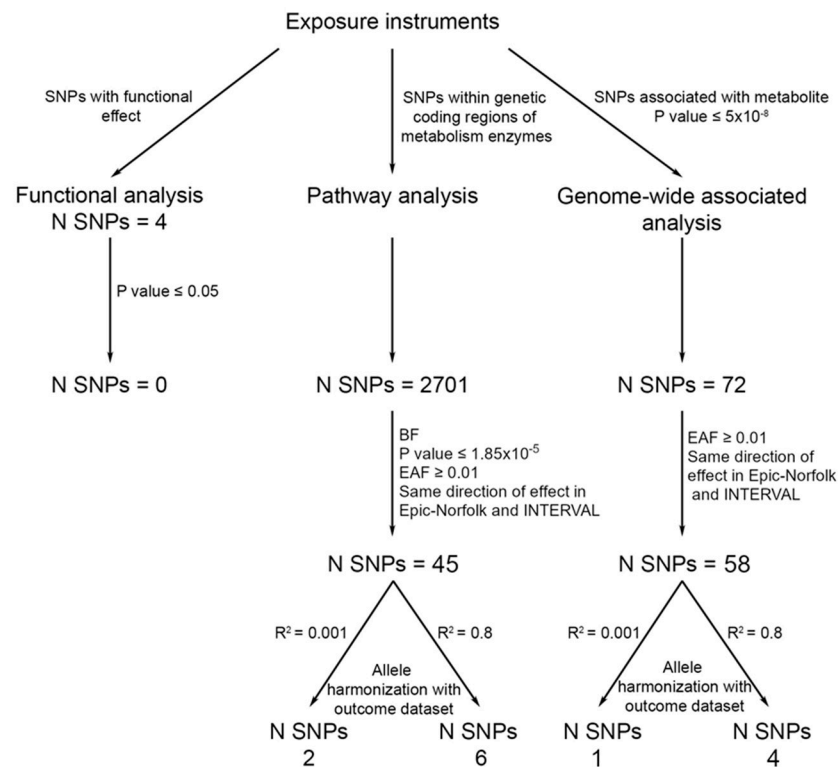 Exposure instruments
SNPs with functional
effect
SNPs within genetic
coding regions of
metabolism enzymes
SNPs associated with metabolite
P value ≤ 5x10⁻⁸
Functional analysis
N SNPs = 4
Pathway analysis
Genome-wide associated
analysis
P value ≤ 0.05
N SNPs = 0
N SNPs = 2701
N SNPs = 72
BF
P value ≤ 1.85x10⁻⁵
EAF ≥ 0.01
Same direction of effect in
Epic-Norfolk and INTERVAL
EAF ≥ 0.01
Same direction of
effect in Epic-Norfolk
and INTERVAL
N SNPs = 45
N SNPs = 58
R² = 0.001
R² = 0.8
Allele
harmonization with
outcome dataset
R² = 0.001
R² = 0.8
Allele
harmonization with
outcome dataset
N SNPs
2
N SNPs
6
N SNPs
1
N SNPs
4